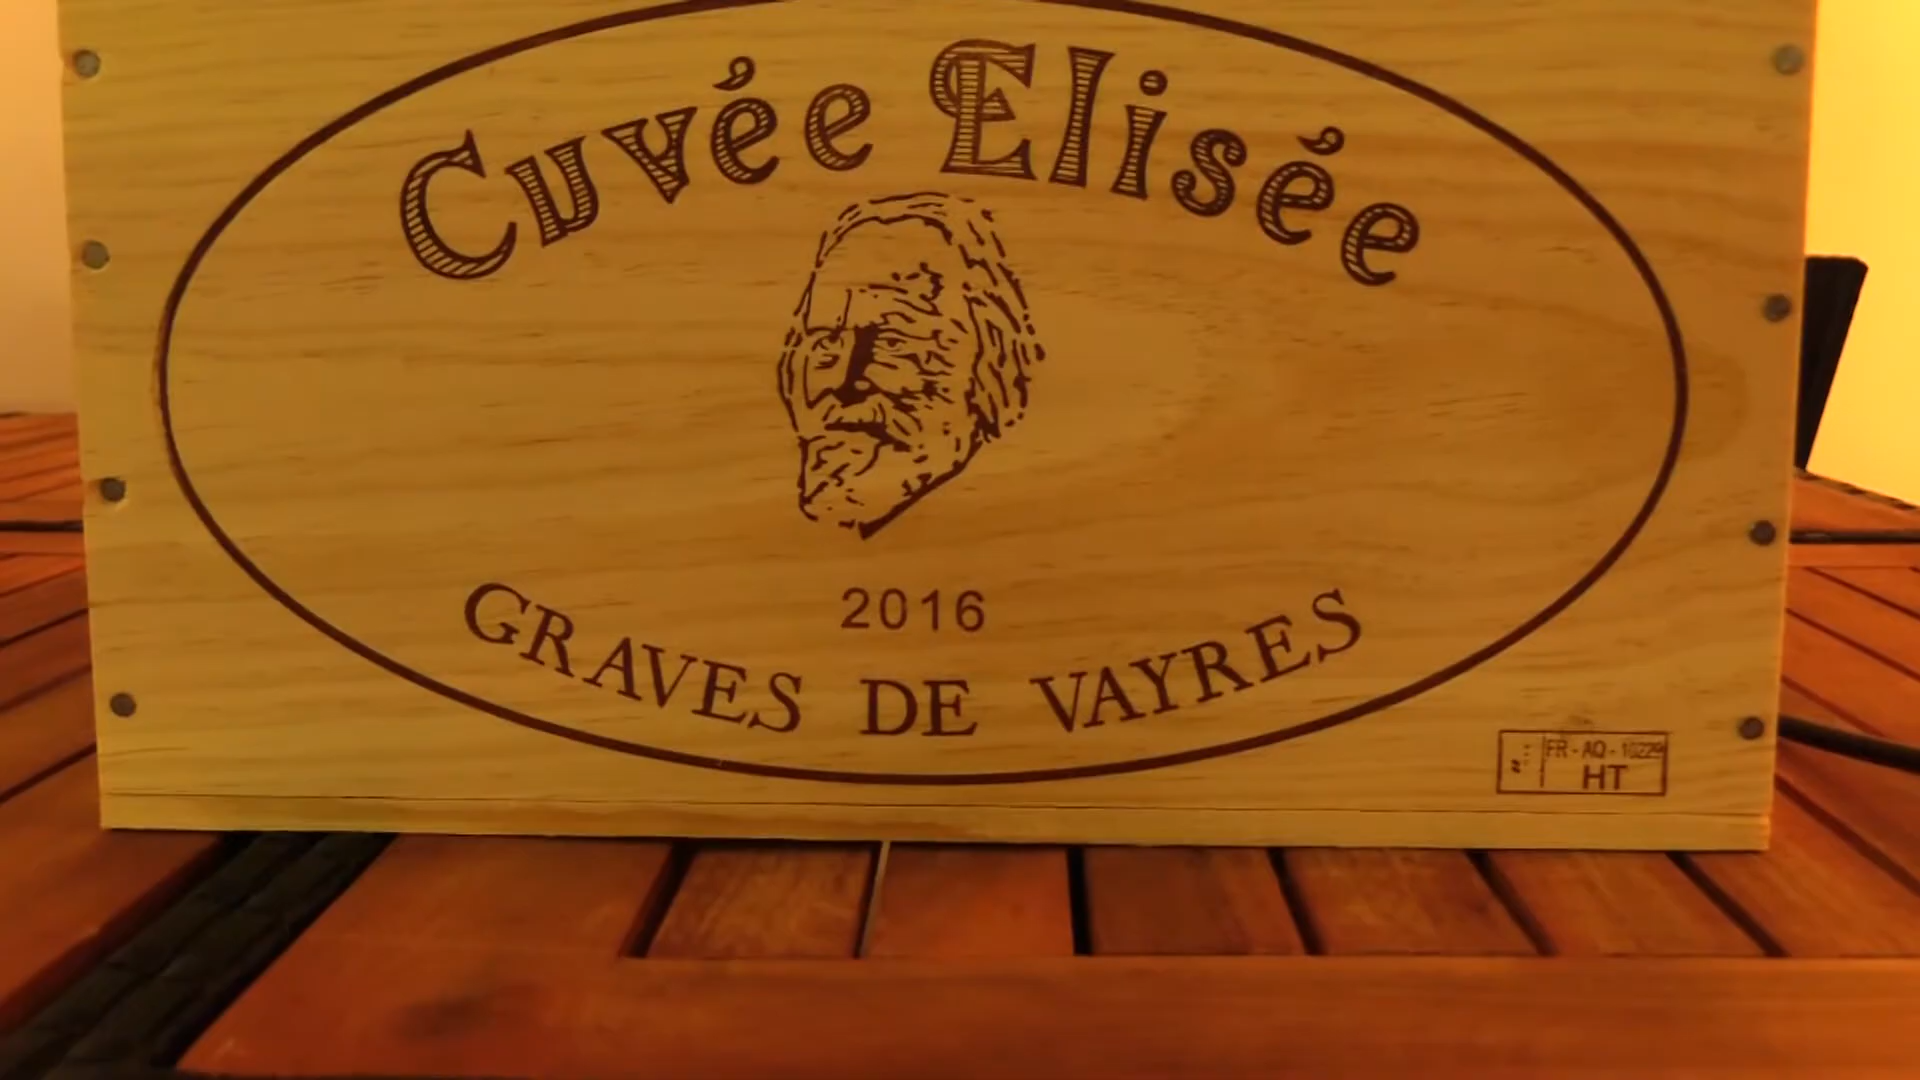 Cuvée Elisée
2016
GRAVES DE VAYRES
FR - AQ - 10229
HT